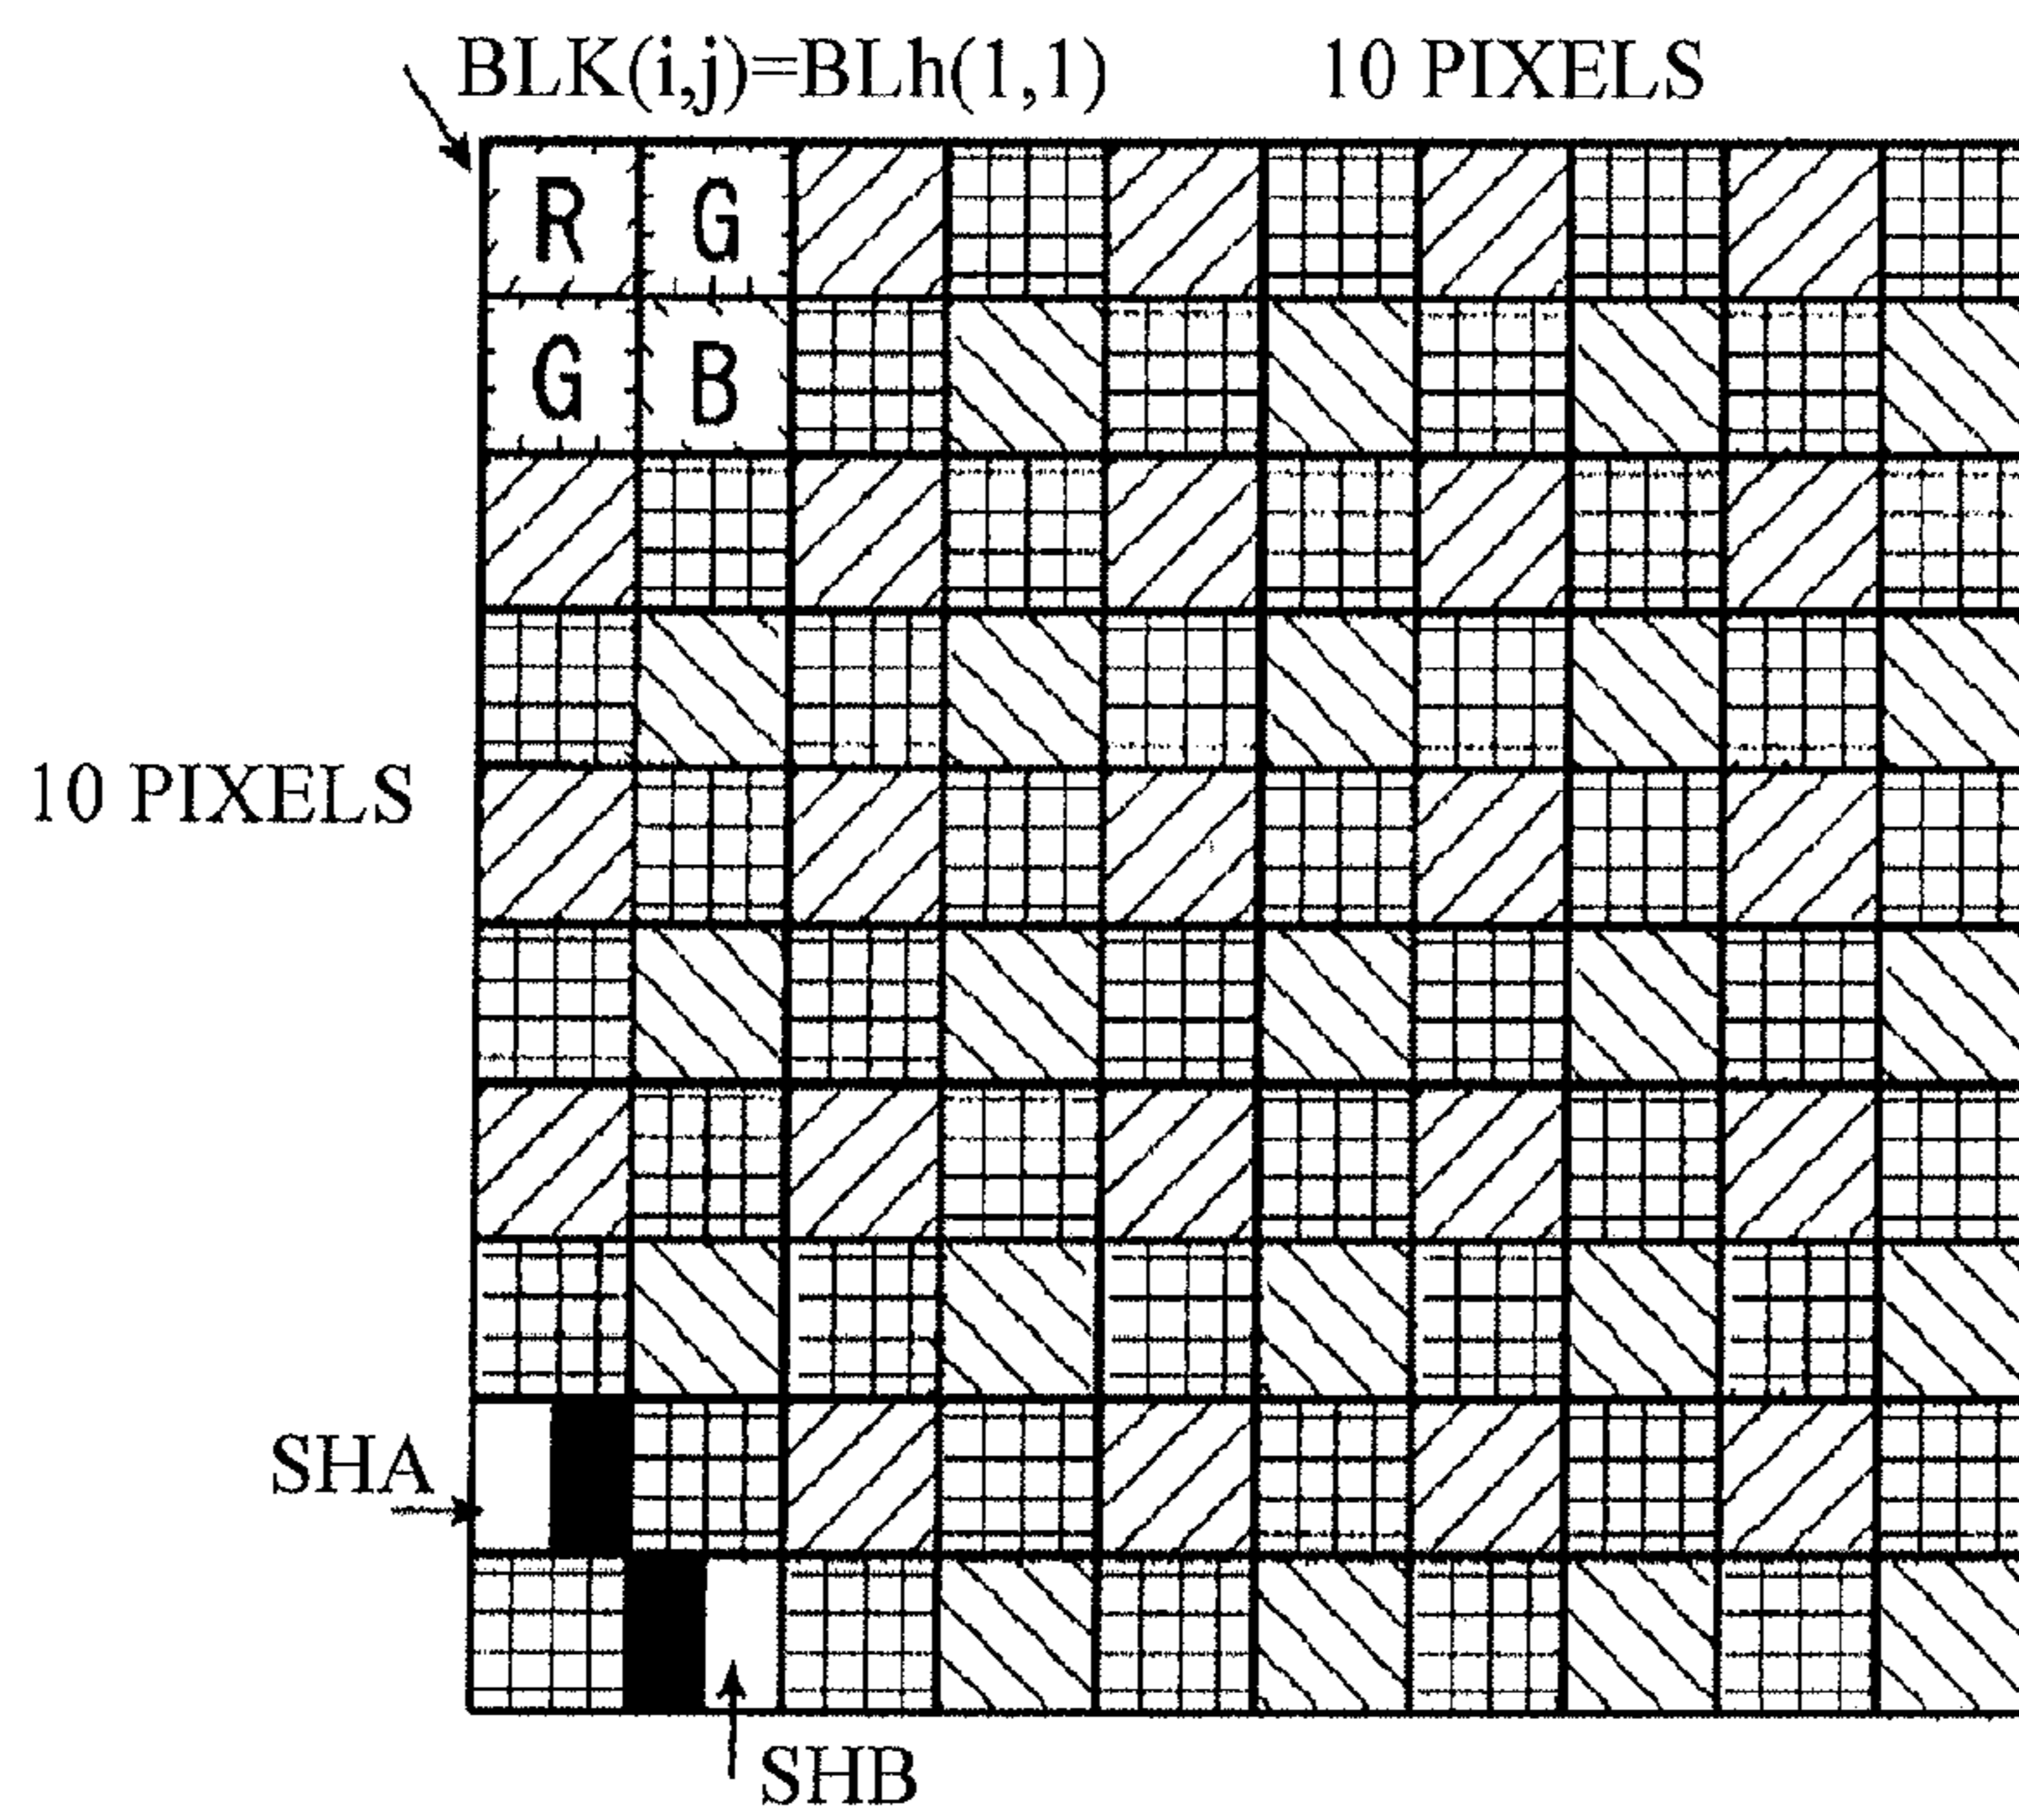 BLK(i,j)=BLh(1,1)
10 PIXELS
R G
G B
10 PIXELS
SHA
SHB